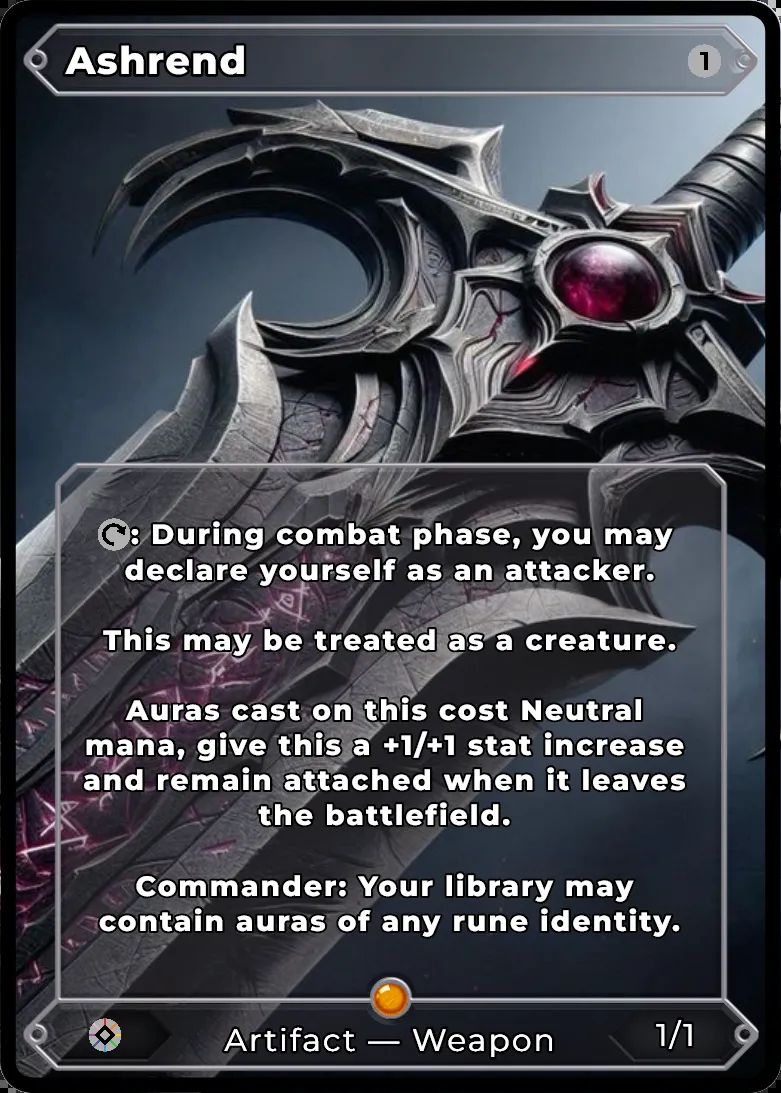 Ashrend
1
: During combat phase, you may
declare yourself as an attacker.
This may be treated as a creature.
Auras cast on this cost Neutral
mana, give this a +1/+1 stat increase
and remain attached when it leaves
the battlefield.
Commander: Your library may
contain auras of any rune identity.
Artifact — Weapon
1/1